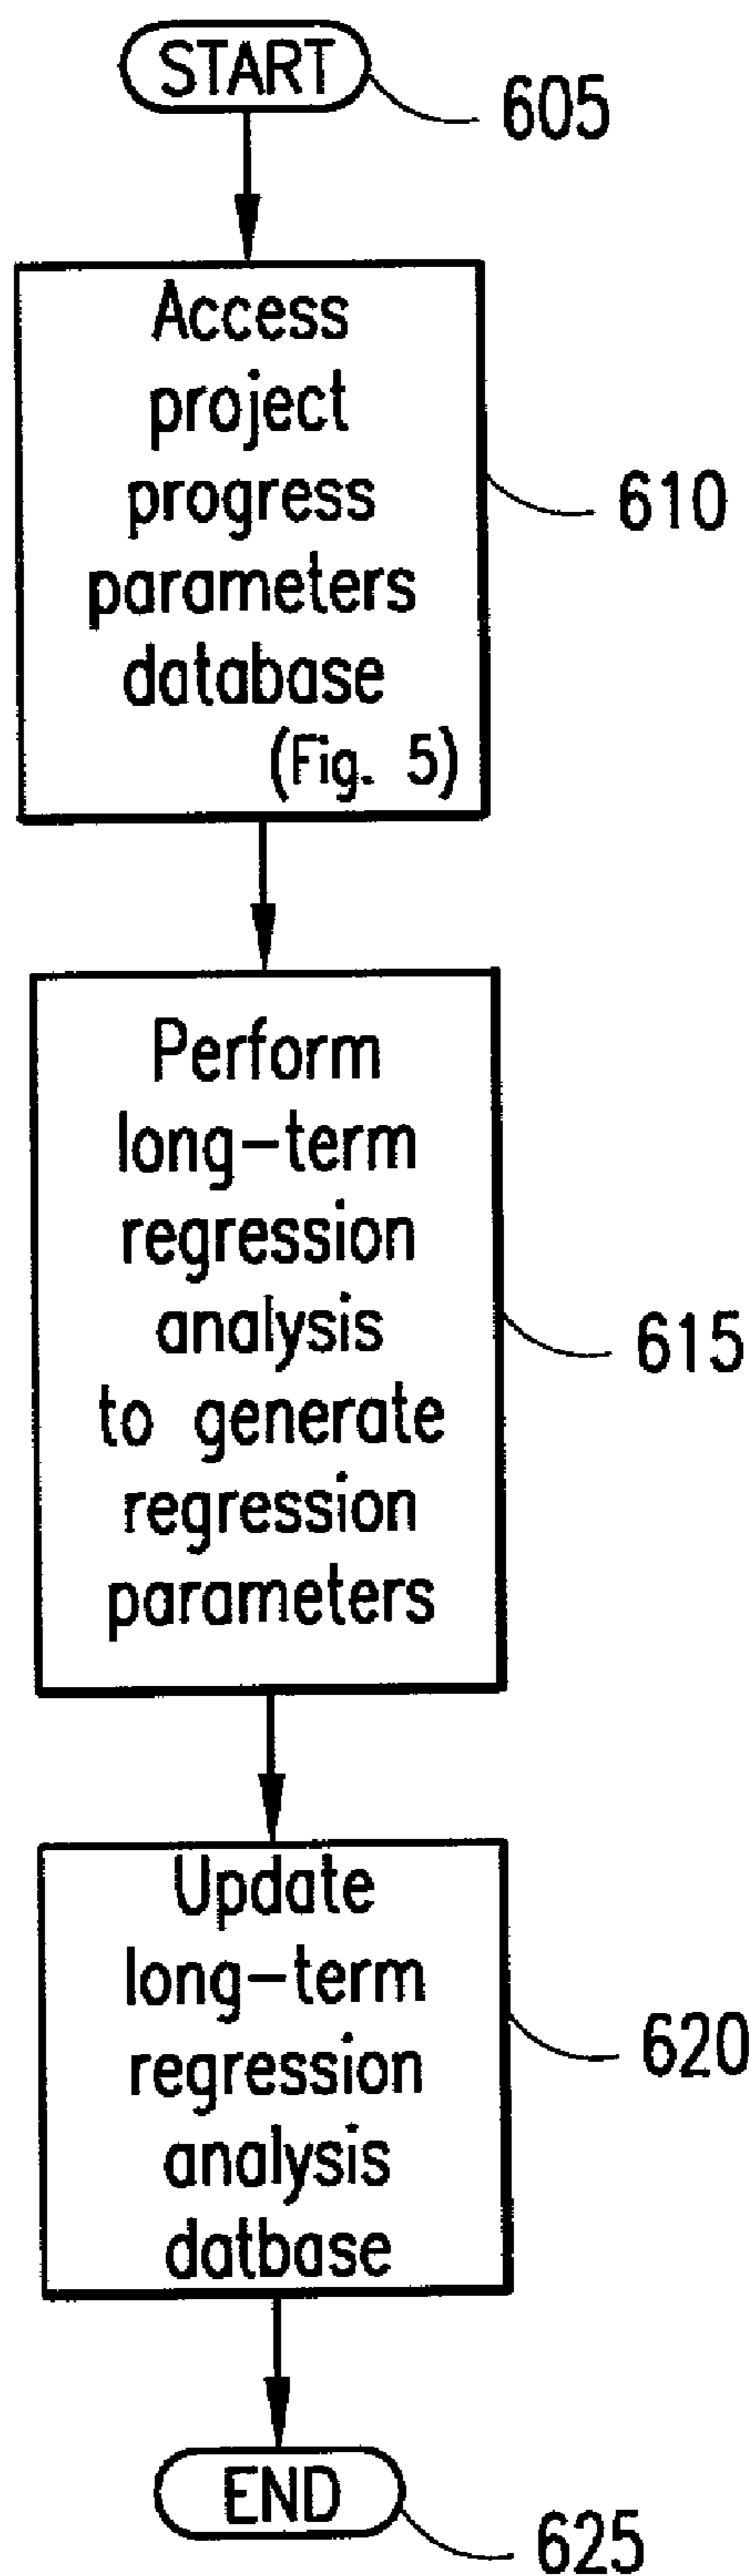 START
605
Access
project
progress
parameters
database
(Fig. 5)
610
Perform
long-term
regression
analysis
to generate
regression
parameters
615
Update
long-term
regression
analysis
datbase
620
END
625